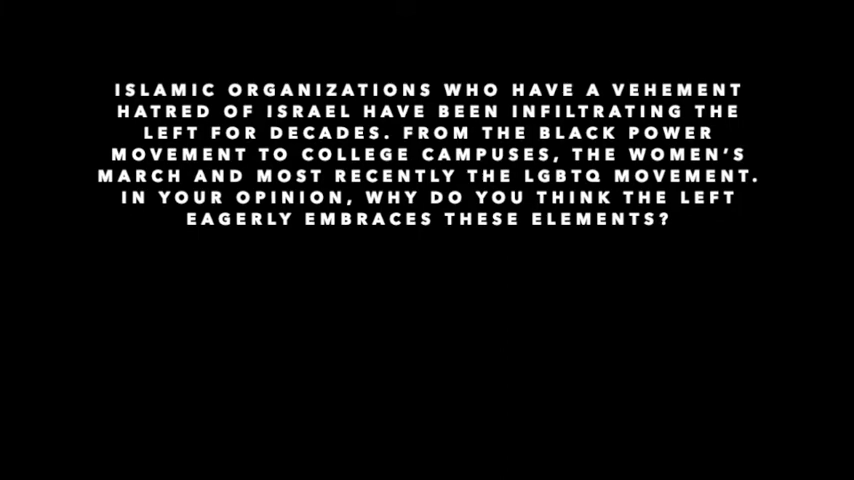 ISLAMIC ORGANIZATIONS WHO HAVE A VEHEMENT
HATRED OF ISRAEL HAVE BEEN INFILTRATING THE
LEFT FOR DECADES. FROM THE BLACK POWER
MOVEMENT TO COLLEGE CAMPUSES, THE WOMEN'S
MARCH AND MOST RECENTLY THE LGBTQ MOVEMENT.
IN YOUR OPINION, WHY DO YOU THINK THE LEFT
EAGERLY EMBRACES THESE ELEMENTS?